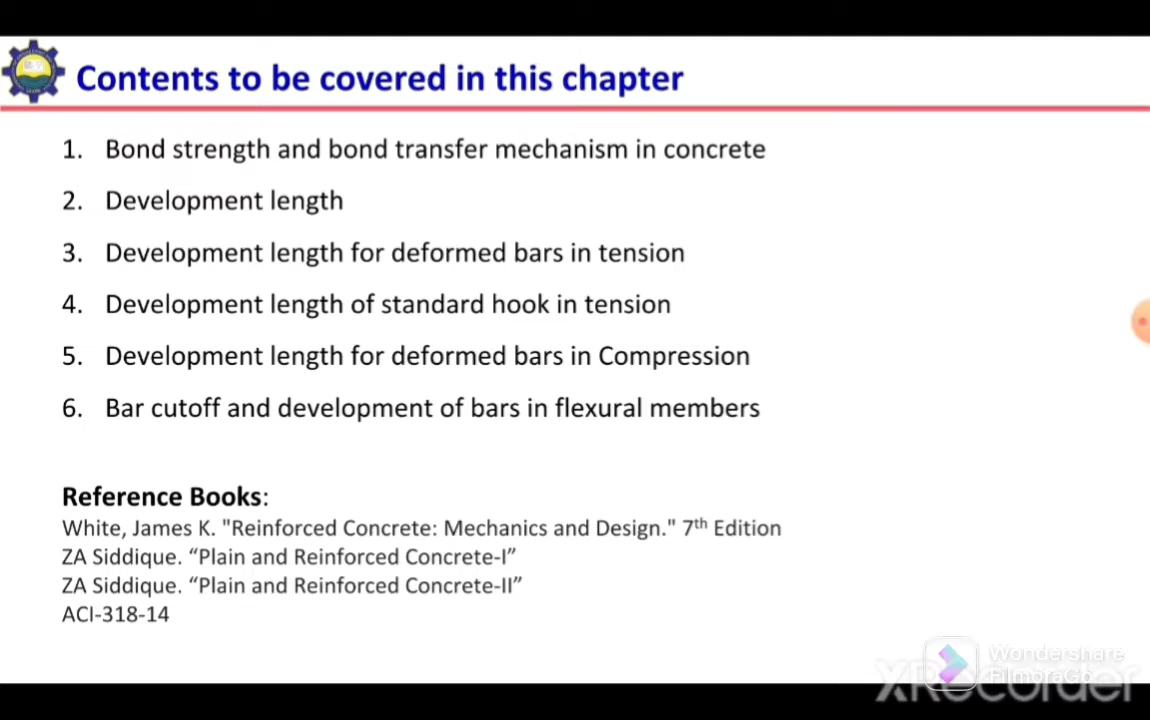 Contents to be covered in this chapter
1. Bond strength and bond transfer mechanism in concrete
2. Development length
3. Development length for deformed bars in tension
4. Development length of standard hook in tension
5. Development length for deformed bars in Compression
6. Bar cutoff and development of bars in flexural members
Reference Books:
White, James K. "Reinforced Concrete: Mechanics and Design." 7th Edition
ZA Siddique. “Plain and Reinforced Concrete-I”
ZA Siddique. “Plain and Reinforced Concrete-II”
ACI-318-14
Wondershare
FilmoraGo
XRecorder